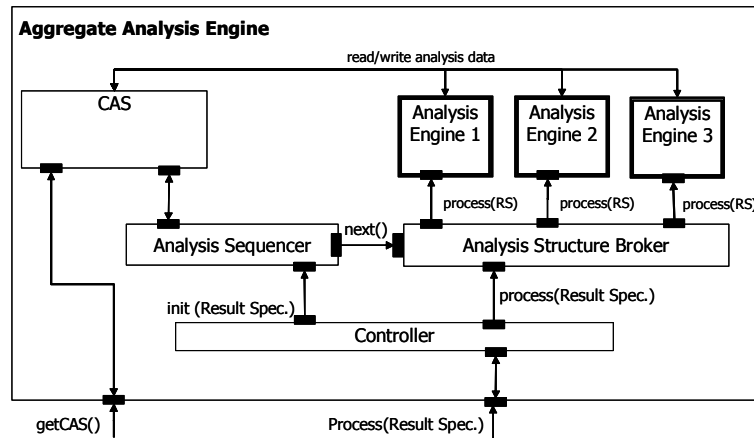 Aggregate Analysis Engine
read/write analysis data
CAS
Analysis
Engine 1
Analysis
Engine 2
Analysis
Engine 3
process(RS)
process(RS)
process(RS)
next()
Analysis Sequencer
Analysis Structure Broker
init (Result Spec.)
process(Result Spec.)
Controller
getCAS()
Process(Result Spec.)